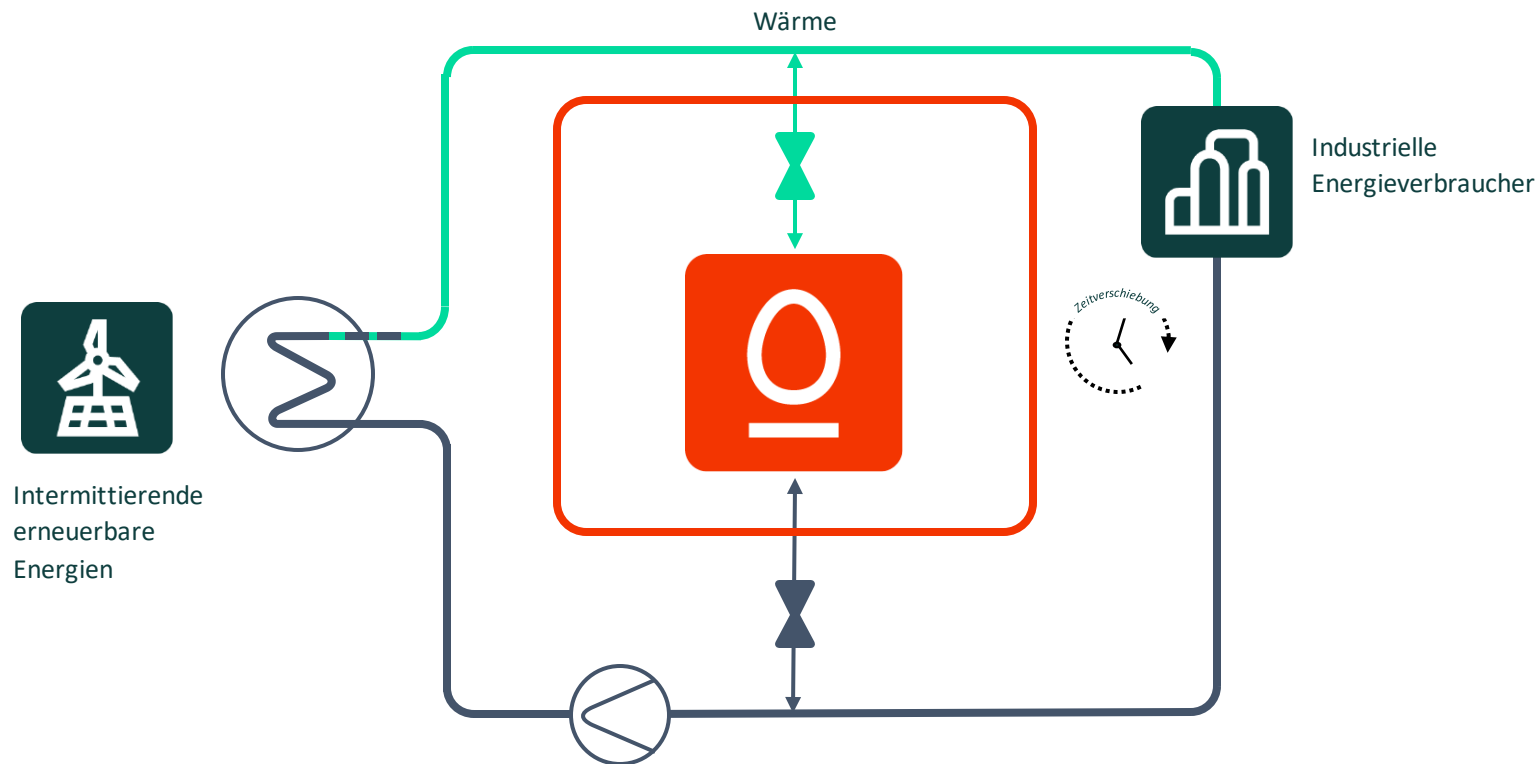 Wärme
Industrielle
Energieverbraucher
Zeitverschiebung
Intermittierende
erneuerbare
Energien